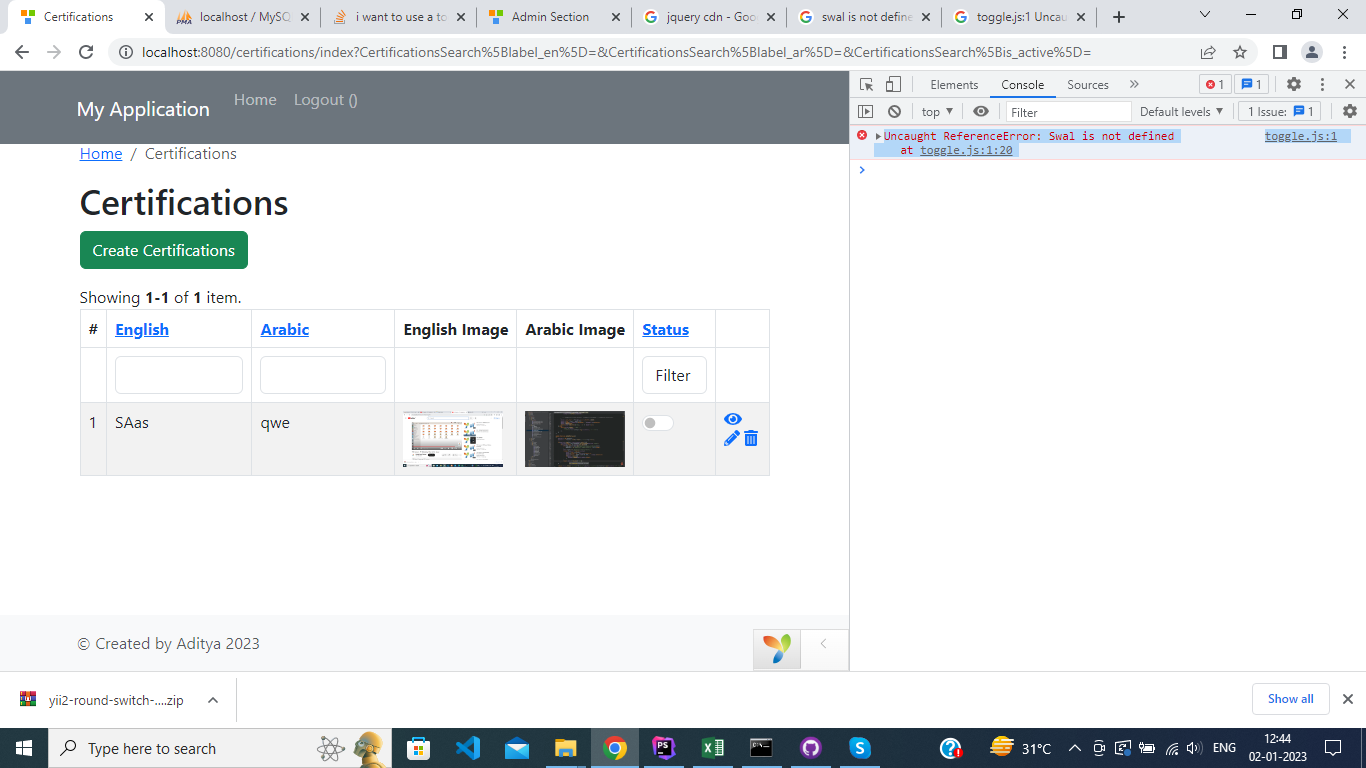 Certifications
localhost / MySQ
i want to use a to
Admin Section
jquery cdn - Goo
swal is not define
toggle.js:1 Uncau
localhost:8080/certifications/index?CertificationsSearch%5Blabel_en%5D=&CertificationsSearch%5Blabel_ar%5D=&CertificationsSearch%5Bis_active%5D=
My Application Home Logout ()
Home / Certifications
Certifications
Create Certifications
Showing 1-1 of 1 item.
# English Arabic English Image Arabic Image Status
Filter
1 SAas qwe
© Created by Aditya 2023
Elements Console Sources 1 1
top Filter Default levels 1 Issue: 1
Uncaught ReferenceError: Swal is not defined toggle.js:1
at toggle.js:1:20
yii2-round-switch-....zip
Show all
Type here to search
31°C ENG 12:44
02-01-2023